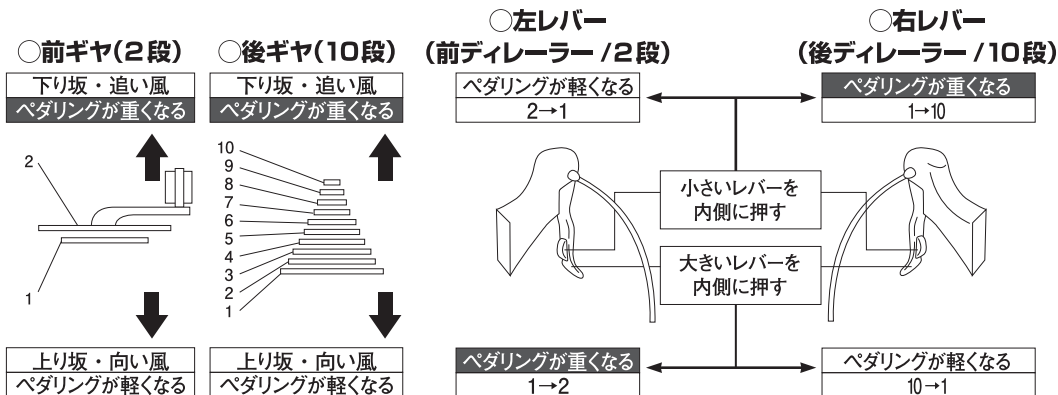 ○前ギヤ(2段)
下り坂・追い風
ペダリングが重くなる
2
1
上り坂・向い風
ペダリングが軽くなる
○後ギヤ(10段)
下り坂・追い風
ペダリングが重くなる
10
9
8
7
6
5
4
3
2
1
上り坂・向い風
ペダリングが軽くなる
○左レバー
(前ディレーラー/2段)
ペダリングが軽くなる
2→1
○右レバー
(後ディレーラー/10段)
ペダリングが重くなる
1→10
小さいレバーを
内側に押す
大きいレバーを
内側に押す
ペダリングが重くなる
1→2
ペダリングが軽くなる
10→1